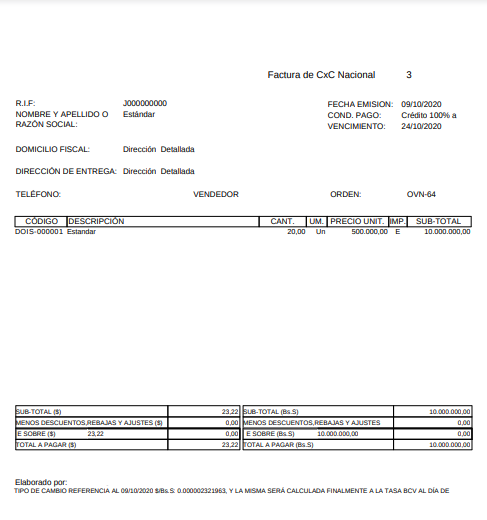 Factura de CxC Nacional 3
R.I.F: J000000000 FECHA EMISION: 09/10/2020
NOMBRE Y APELLIDO O Estándar COND. PAGO: Crédito 100% a
RAZÓN SOCIAL: VENCIMIENTO: 24/10/2020
DOMICILIO FISCAL: Dirección Detallada
DIRECCIÓN DE ENTREGA: Dirección Detallada
TELÉFONO: VENDEDOR ORDEN: OVN-64
CÓDIGO DESCRIPCIÓN CANT. UM. PRECIO UNIT. IMP. SUB-TOTAL
DOIS-000001 Estandar 20,00 Un 500.000,00 E 10.000.000,00
SUB-TOTAL ($) 23,22 SUB-TOTAL (Bs.S) 10.000.000,00
MENOS DESCUENTOS,REBAJAS Y AJUSTES ($) 0,00 MENOS DESCUENTOS,REBAJAS Y AJUSTES 0,00
E SOBRE ($) 23,22 0,00 E SOBRE (Bs.S) 10.000.000,00 0,00
TOTAL A PAGAR ($) 23,22 TOTAL A PAGAR (Bs.S) 10.000.000,00
Elaborado por:
TIPO DE CAMBIO REFERENCIA AL 09/10/2020 $/Bs.S: 0.000002321963, Y LA MISMA SERÁ CALCULADA FINALMENTE A LA TASA BCV AL DÍA DE